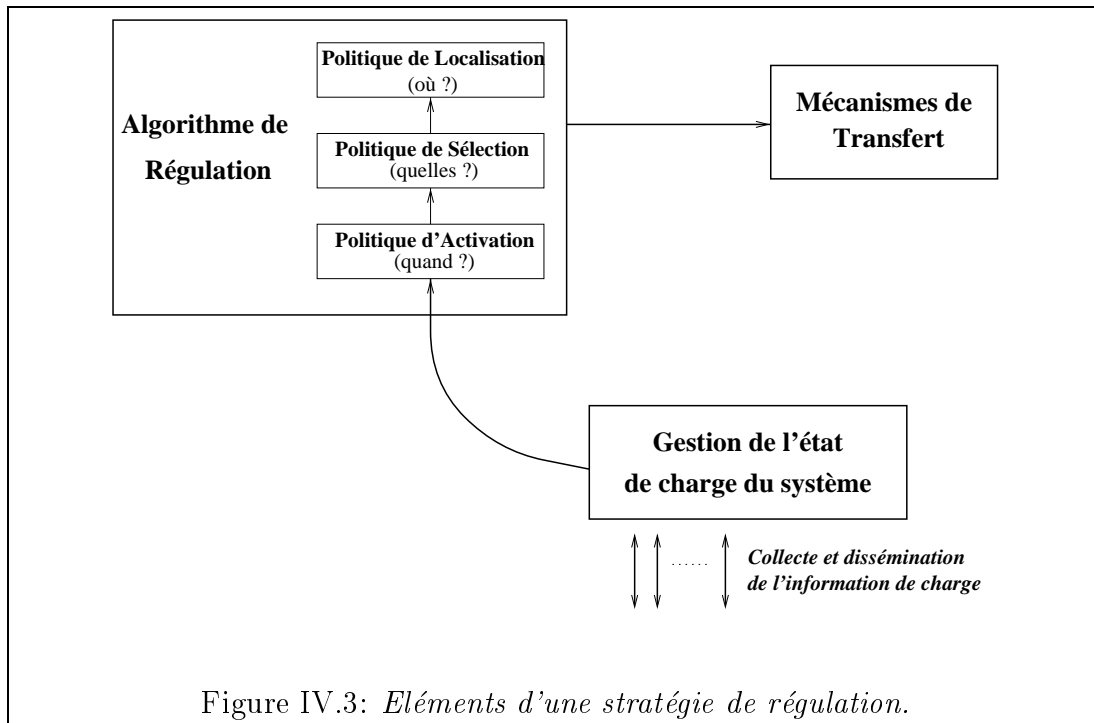 Politique de Localisation
(où ?)
Algorithme de
Régulation
Politique de Sélection
(quelles ?)
Politique d'Activation
(quand ?)
Mécanismes de
Transfert
Gestion de l'état
de charge du système
......
Collecte et dissémination
de l'information de charge
Figure IV.3: Eléments d'une stratégie de régulation.